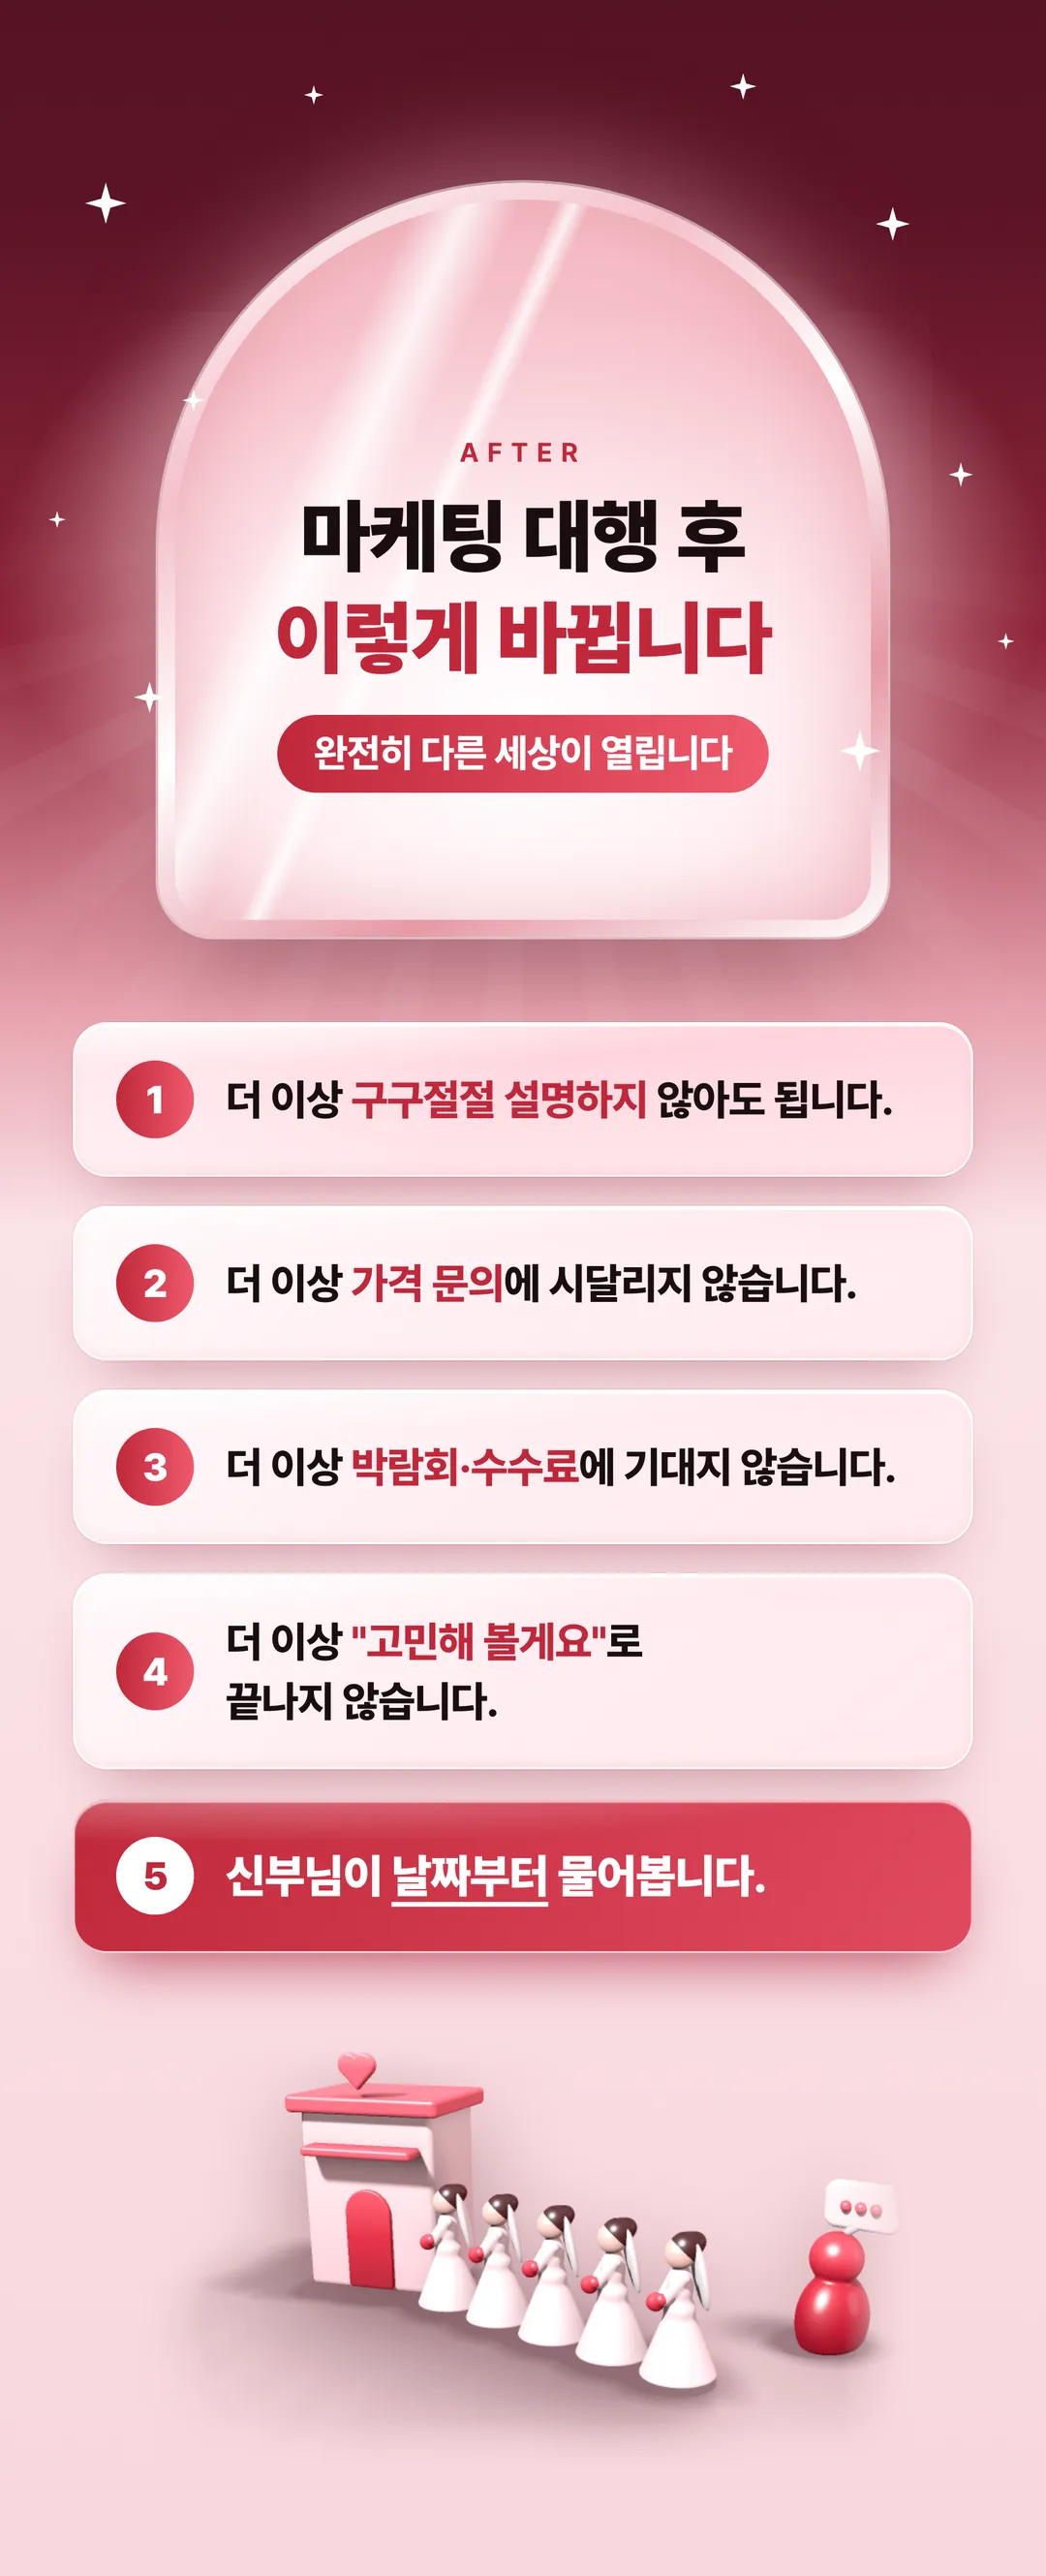 AFTER
마케팅 대행 후
이렇게 바뀝니다
완전히 다른 세상이 열립니다
1 더 이상 구구절절 설명하지 않아도 됩니다.
2 더 이상 가격 문의에 시달리지 않습니다.
3 더 이상 박람회·수수료에 기대지 않습니다.
4 더 이상 "고민해 볼게요"로
끝나지 않습니다.
5 신부님이 날짜부터 물어봅니다.